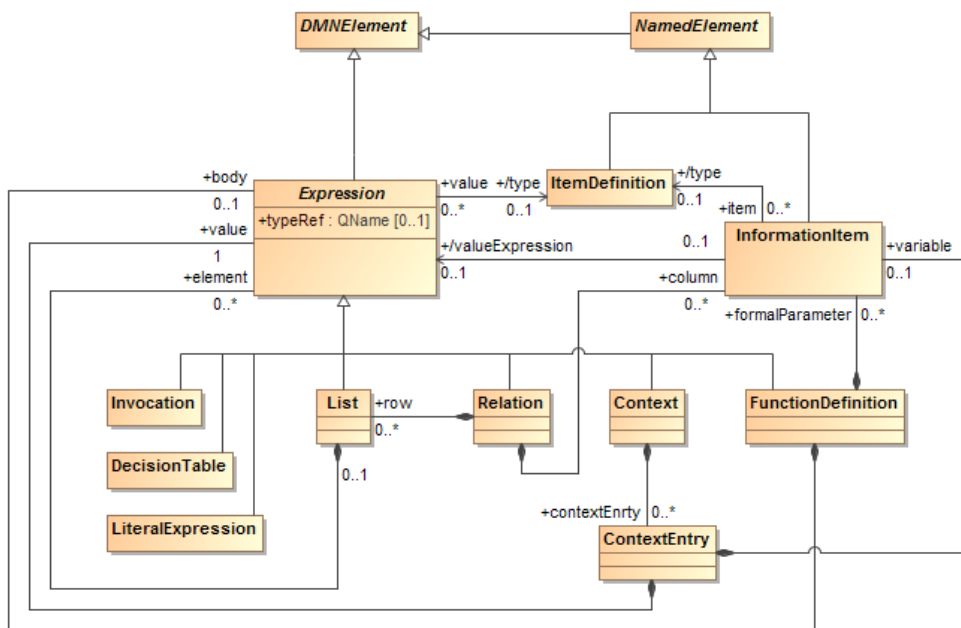 DMNElement
NamedElement
+body
0..1
Expression
+typeRef : QName [0..1]
+value
0..*
+/type
0..1
ItemDefinition
+/type
0..1
+item
0..*
InformationItem
+variable
0..1
+value
1
+/valueExpression
0..1
0..1
+element
0..*
+column
0..*
+formalParameter
0..*
Invocation
List
+row
0..*
Relation
Context
FunctionDefinition
DecisionTable
0..1
LiteralExpression
+contextEnrty
0..*
ContextEntry